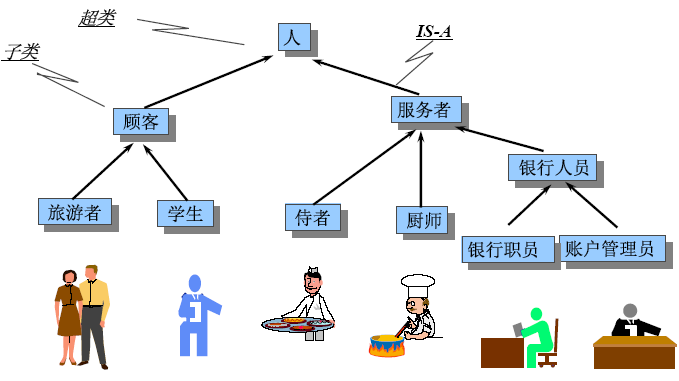 超类
人
IS-A
子类
顾客
服务者
银行人员
旅游者
学生
侍者
厨师
银行职员
账户管理员